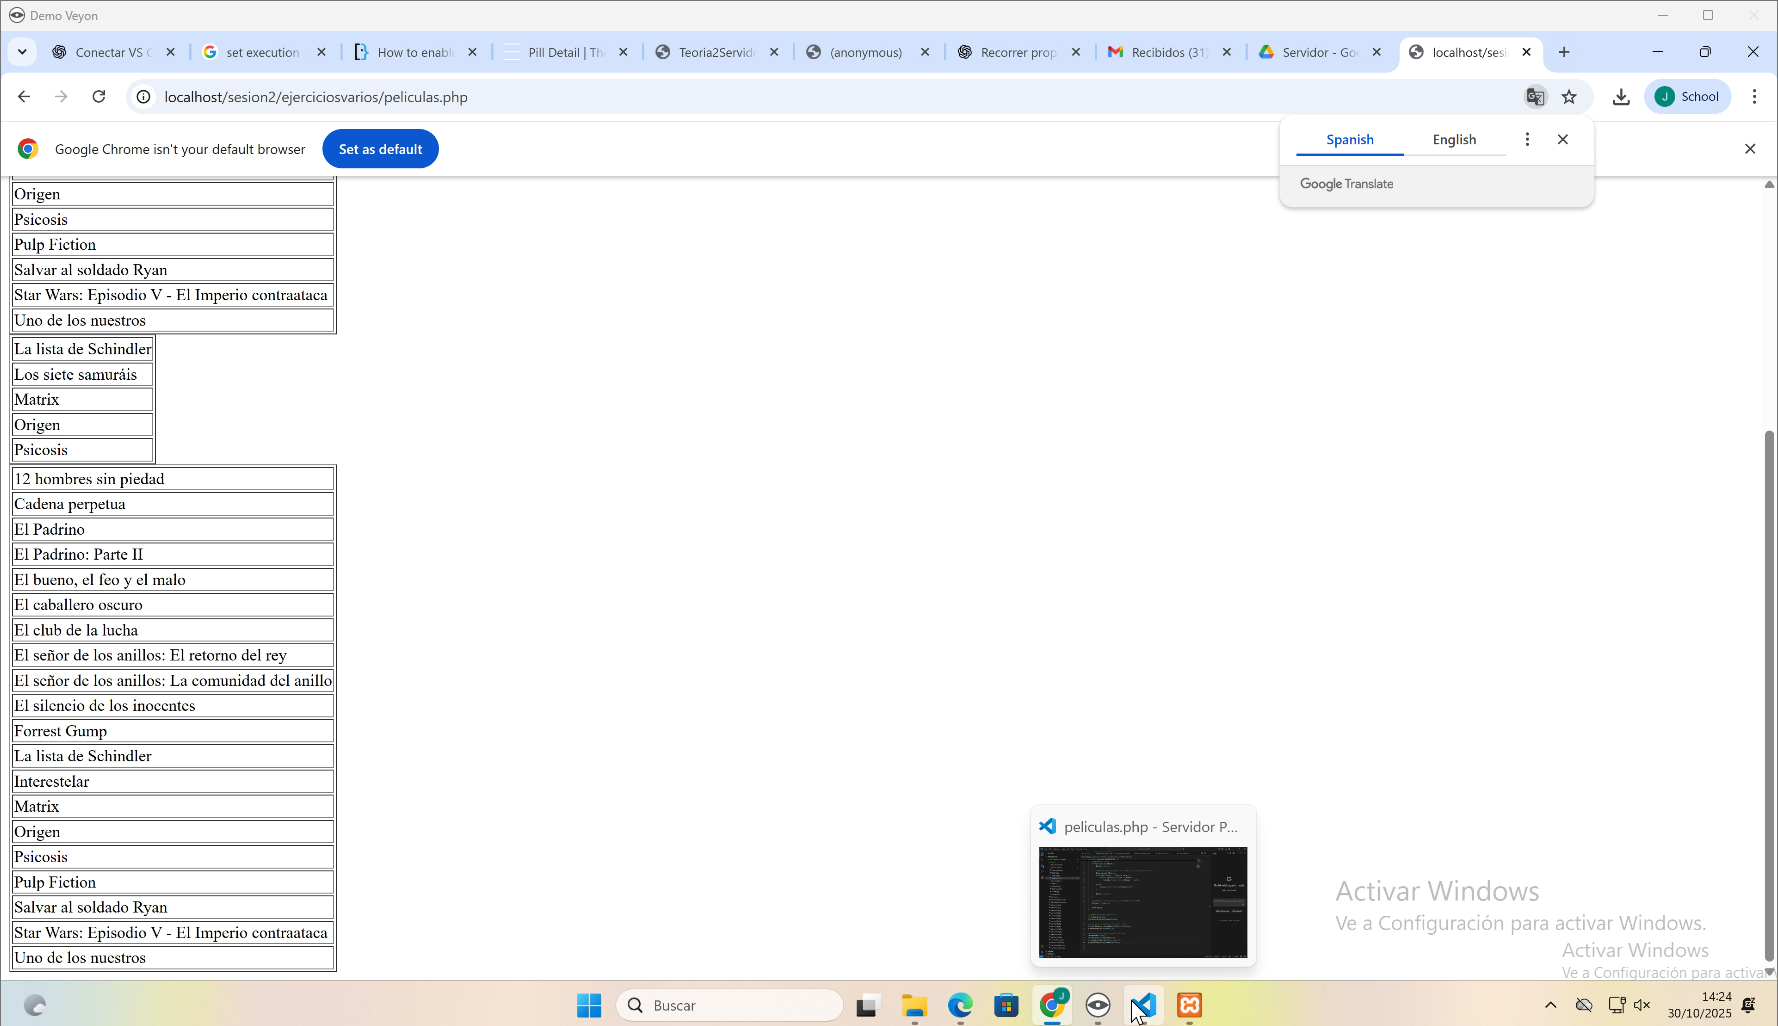 Demo Veyon
Conectar VS C
set execution
How to enabl
Pill Detail | Th
Teoria2Servid
(anonymous)
Recorrer prop
Recibidos (31)
Servidor - Go
localhost/sesi
localhost/sesion2/ejerciciosvarios/peliculas.php
J School
Google Chrome isn't your default browser
Set as default
Spanish
English
Google Translate
Origen
Psicosis
Pulp Fiction
Salvar al soldado Ryan
Star Wars: Episodio V - El Imperio contraataca
Uno de los nuestros
La lista de Schindler
Los siete samuráis
Matrix
Origen
Psicosis
12 hombres sin piedad
Cadena perpetua
El Padrino
El Padrino: Parte II
El bueno, el feo y el malo
El caballero oscuro
El club de la lucha
El señor de los anillos: El retorno del rey
El señor de los anillos: La comunidad del anillo
El silencio de los inocentes
Forrest Gump
La lista de Schindler
Interestelar
Matrix
Origen
Psicosis
Pulp Fiction
Salvar al soldado Ryan
Star Wars: Episodio V - El Imperio contraataca
Uno de los nuestros
peliculas.php - Servidor P...
Activar Windows
Ve a Configuración para activar Windows.
Activar Windows
Ve a Configuración para activar
Buscar
J
14:24
30/10/2025